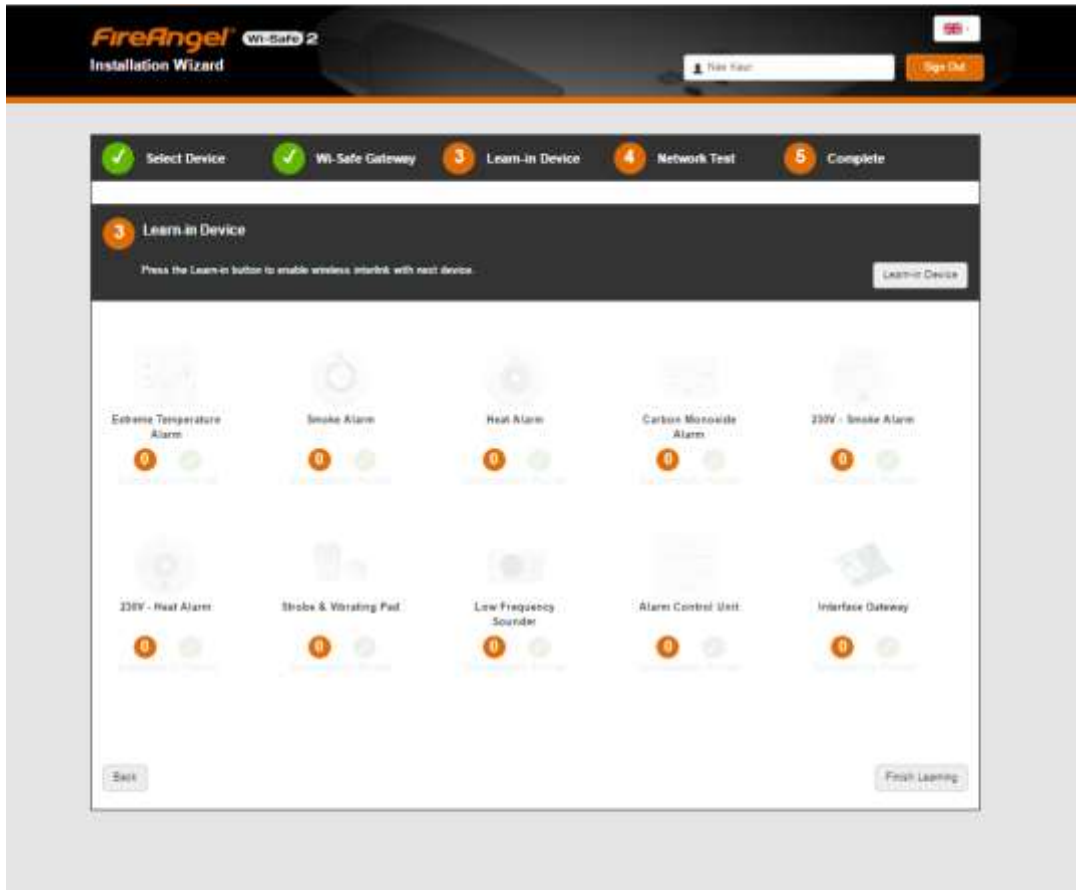 FireAngel Wi-Safe 2
Installation Wizard
Sign Out
Select Device
Wi-Safe Gateway
3 Learn-in Device
4 Network Test
5 Complete
3 Learn-in Device
Press the Learn-in button to enable wireless interlink with next device.
Learn-in Device
Extreme Temperature
Alarm
Smoke Alarm
Heat Alarm
Carbon Monoxide
Alarm
230V - Smoke Alarm
0
0
0
0
0
230V - Heat Alarm
Strobe & Vibrating Pad
Low Frequency
Sounder
Alarm Control Unit
Interface Gateway
0
0
0
0
0
Back
Finish Learning